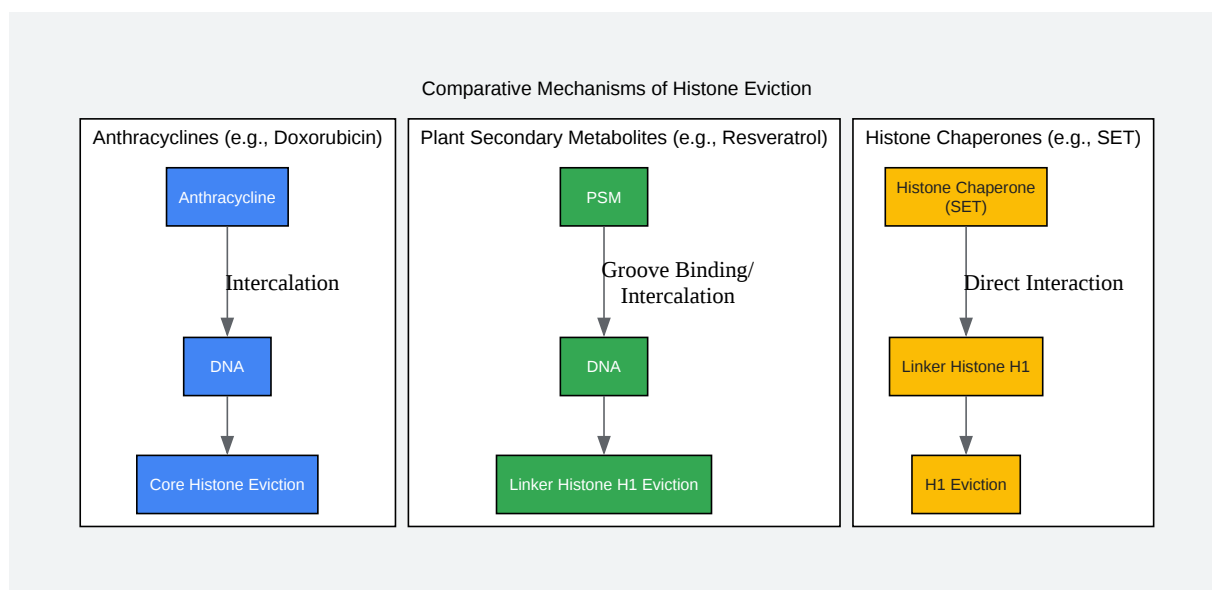 Comparative Mechanisms of Histone Eviction
Anthracyclines (e.g., Doxorubicin)
Anthracycline
Intercalation
DNA
Core Histone Eviction
Plant Secondary Metabolites (e.g., Resveratrol)
PSM
Groove Binding/
Intercalation
DNA
Linker Histone H1 Eviction
Histone Chaperones (e.g., SET)
Histone Chaperone
(SET)
Direct Interaction
Linker Histone H1
H1 Eviction